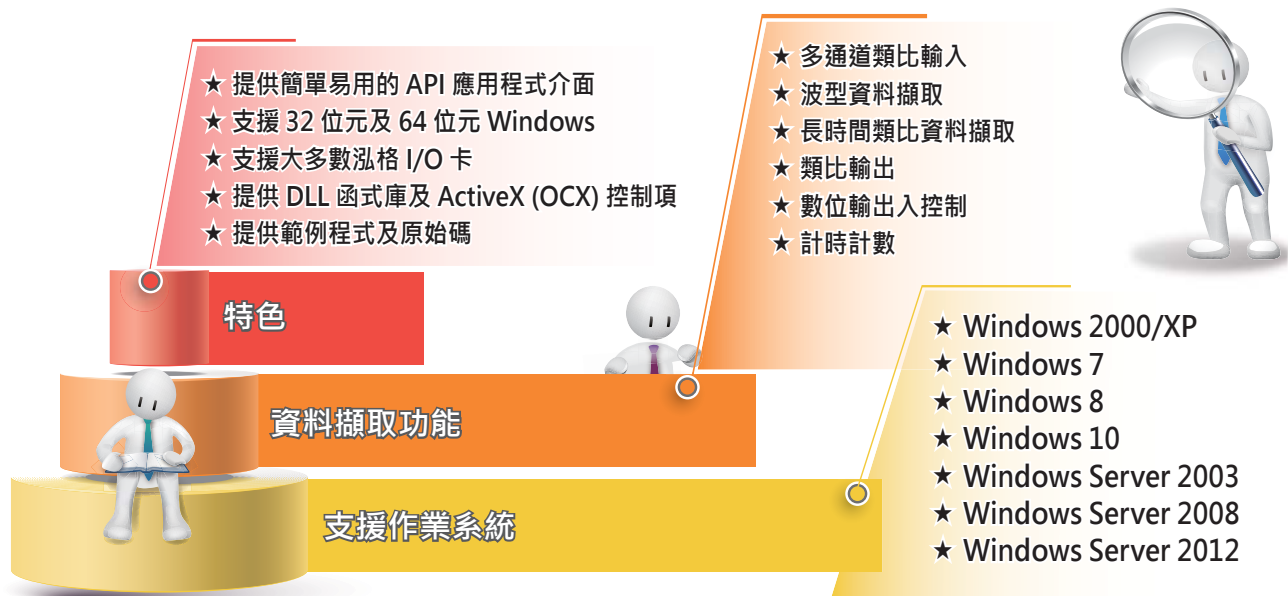 ★ 提供簡單易用的 API 應用程式介面
★ 支援 32 位元及 64 位元 Windows
★ 支援大多數泓格 I/O 卡
★ 提供 DLL 函式庫及 ActiveX (OCX) 控制項
★ 提供範例程式及原始碼
特色
★ 多通道類比輸入
★ 波型資料擷取
★ 長時間類比資料擷取
★ 類比輸出
★ 數位輸出入控制
★ 計時計數
資料擷取功能
★ Windows 2000/XP
★ Windows 7
★ Windows 8
★ Windows 10
★ Windows Server 2003
★ Windows Server 2008
★ Windows Server 2012
支援作業系統